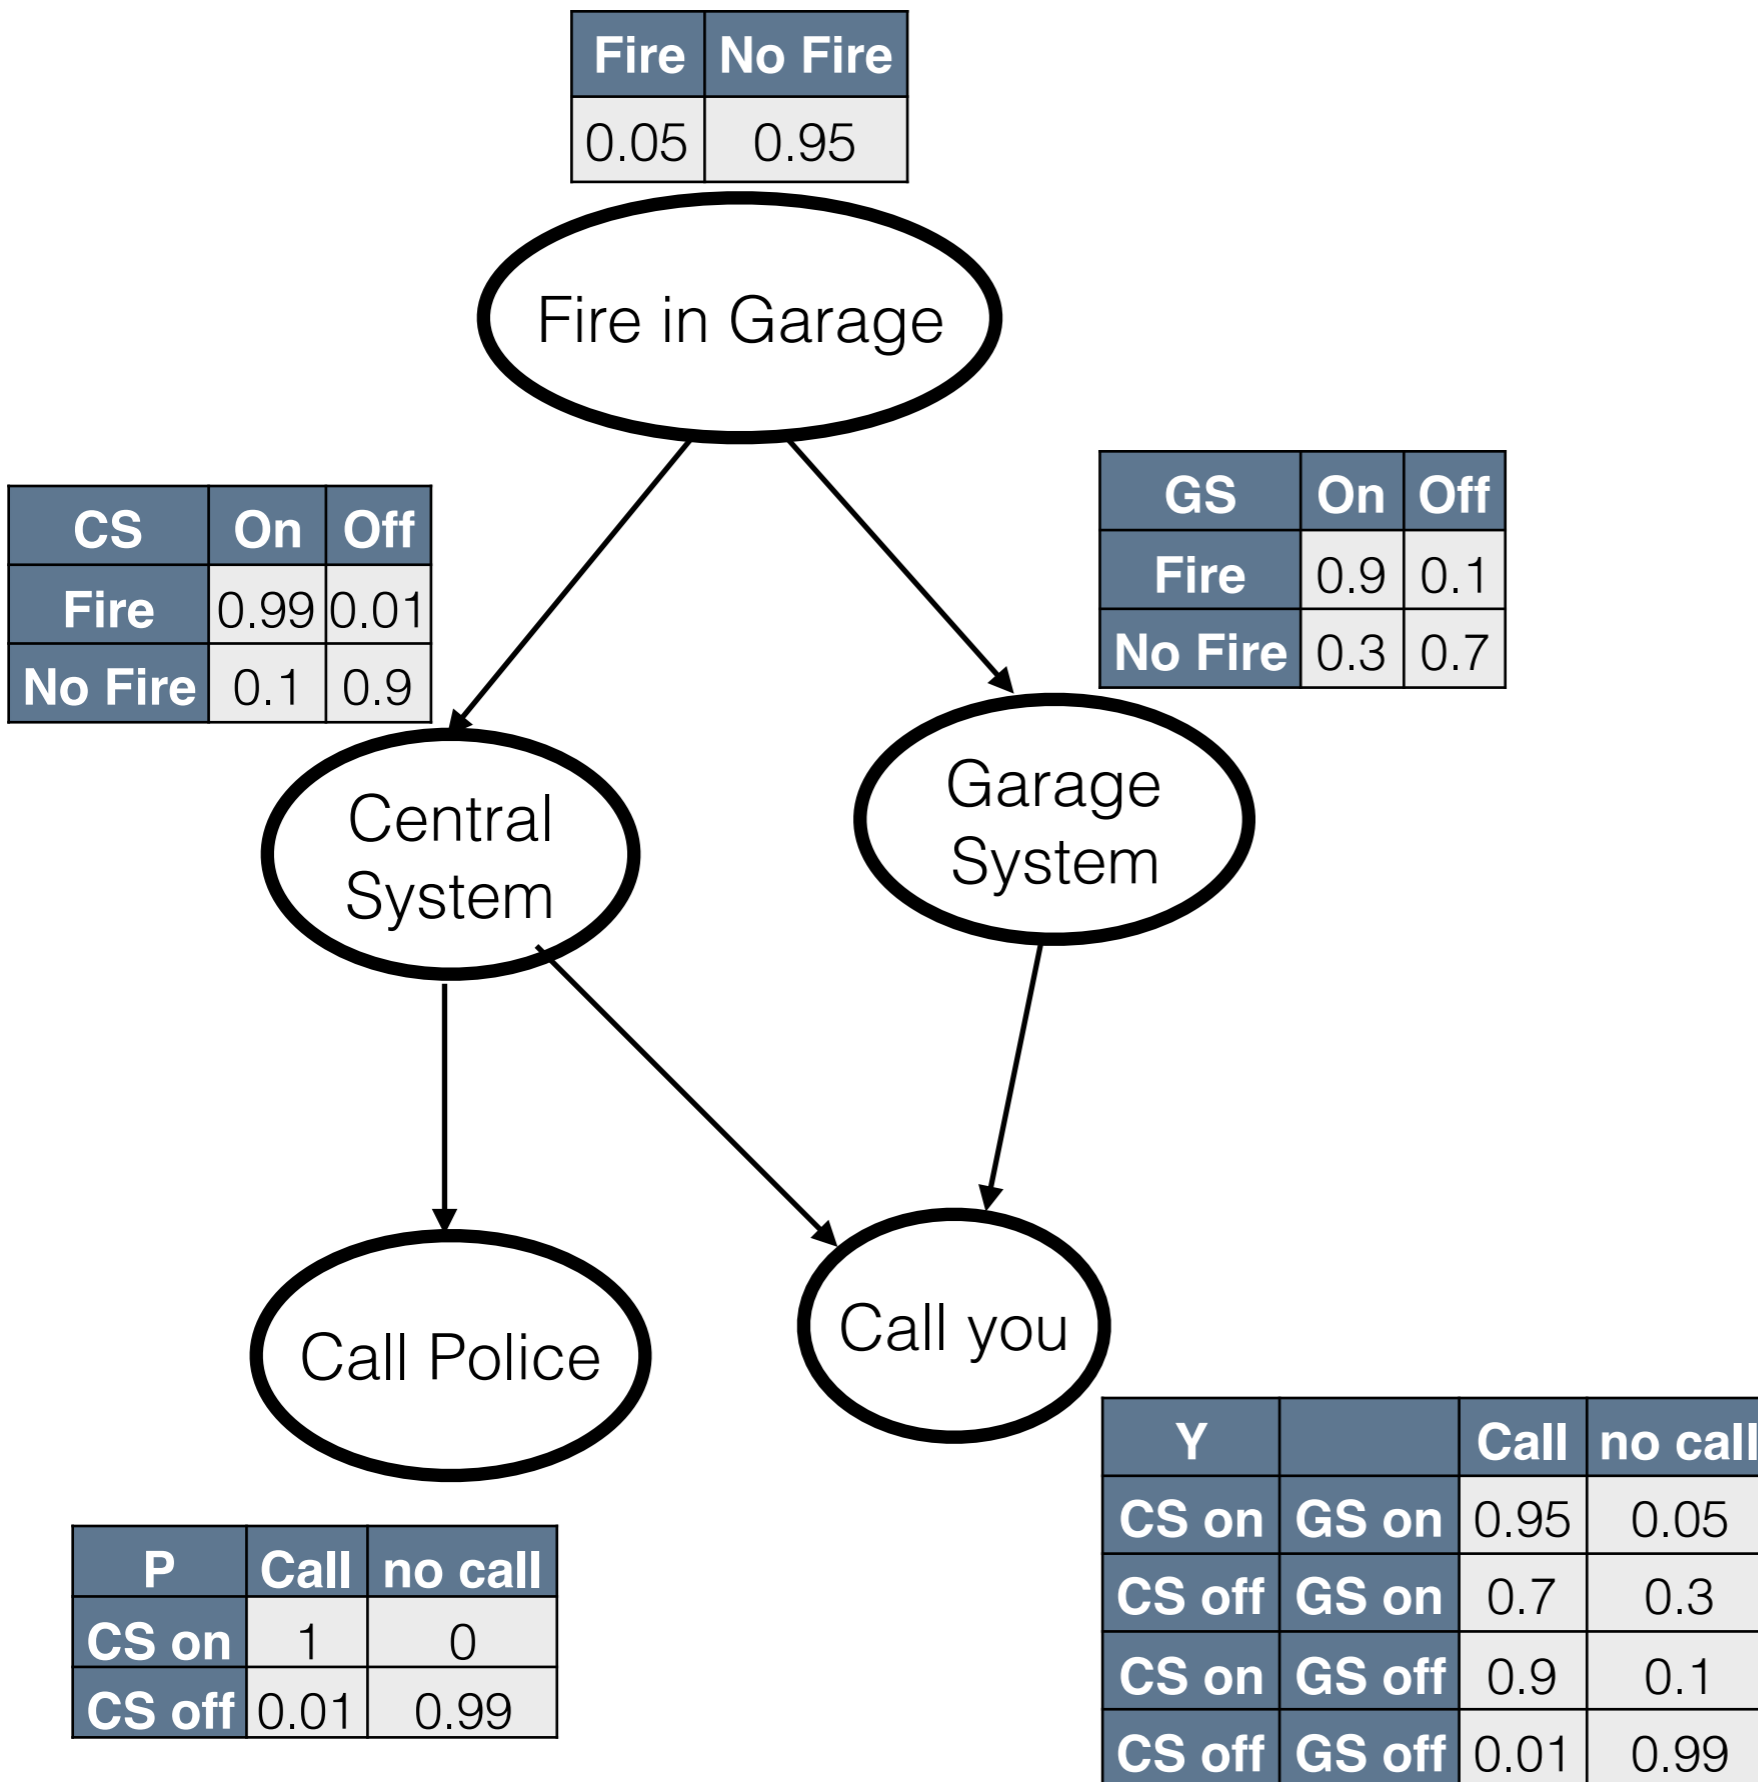 Fire No Fire
0.05 0.95
Fire in Garage
CS On Off
Fire 0.99 0.01
No Fire 0.1 0.9
GS On Off
Fire 0.9 0.1
No Fire 0.3 0.7
Central
System
Garage
System
Call Police
Call you
P Call no call
CS on 1 0
CS off 0.01 0.99
Y Call no call
CS on GS on 0.95 0.05
CS off GS on 0.7 0.3
CS on GS off 0.9 0.1
CS off GS off 0.01 0.99